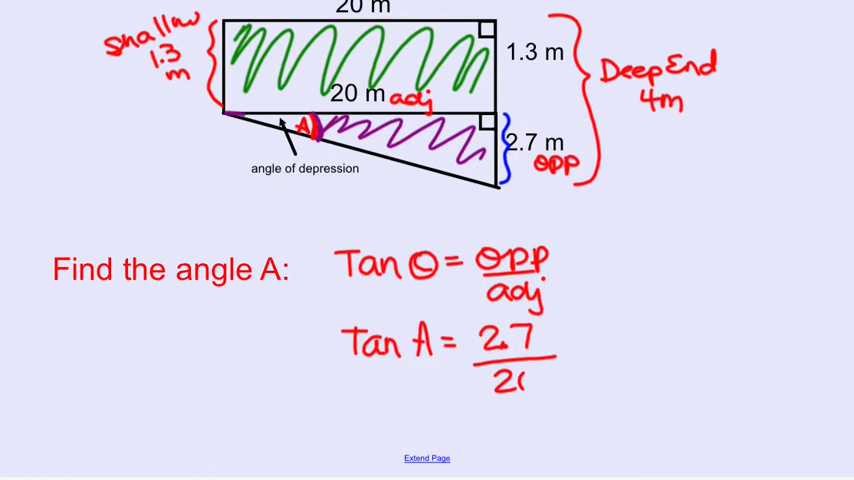 20 m
Shallow
1.3
m
1.3 m
Deep End
4m
20 m adj
A
2.7 m
opp
angle of depression
Find the angle A:
Tan Θ = opp
adj
Tan A = 2.7
2(
Extend Page